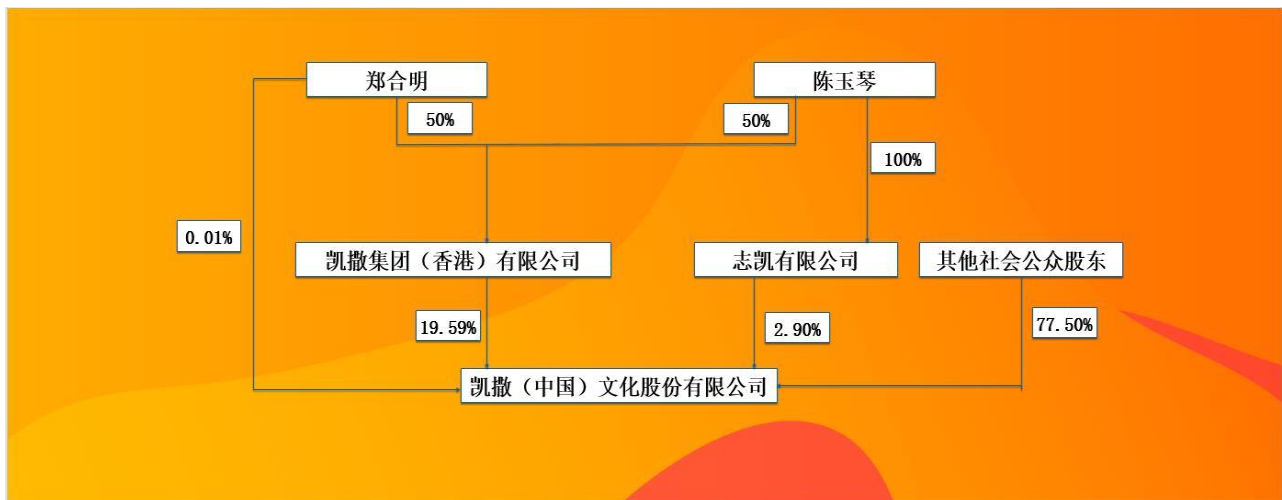 郑合明
陈玉琴
50%
50%
100%
0.01%
凯撒集团（香港）有限公司
志凯有限公司
其他社会公众股东
19.59%
2.90%
77.50%
凯撒（中国）文化股份有限公司